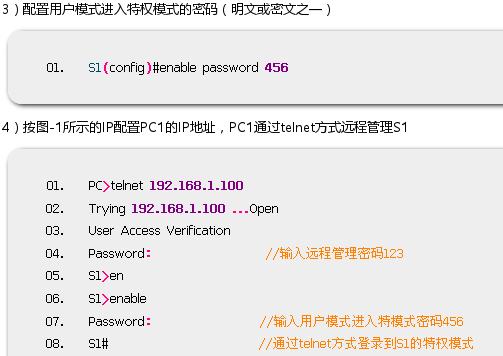 3）配置用户模式进入特权模式的密码（明文或密文之一）
01. S1(config)#enable password 456
4）按图-1所示的IP配置PC1的IP地址，PC1通过telnet方式远程管理S1
01. PC>telnet 192.168.1.100
02. Trying 192.168.1.100 ...Open
03. User Access Verification
04. Password: //输入远程管理密码123
05. S1>en
06. S1>enable
07. Password: //输入用户模式进入特模式密码456
08. S1# //通过telnet方式登录到S1的特权模式